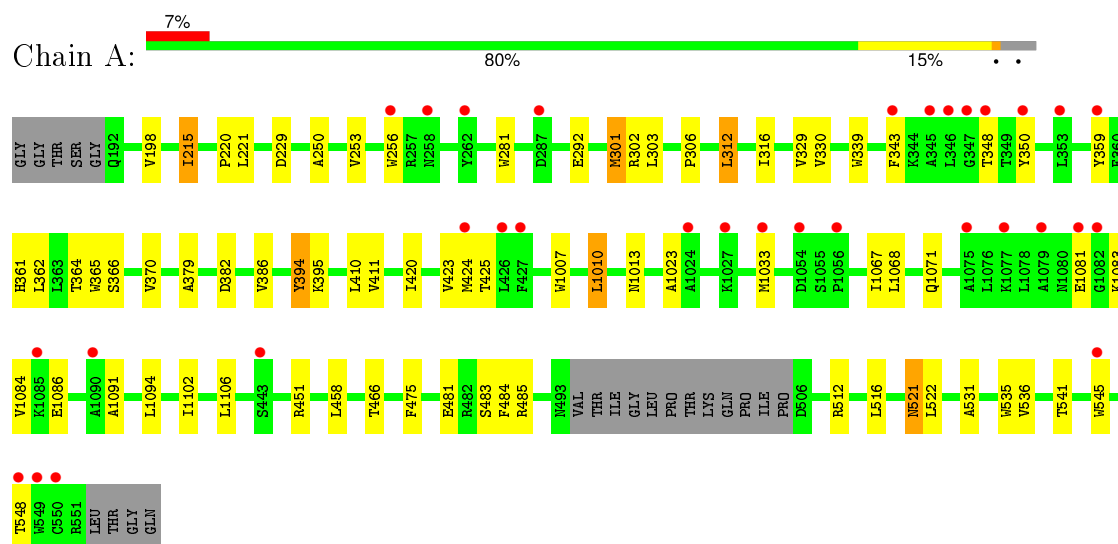 7%
Chain A:
80% 15% • •
GLY GLY THR SER GLY Q192 V198 I215 P220 L221 D229 A250 V253 W256 R257 N258 Y262 W281 D287 E292 M301 R302 L303 P306 L312 I316 V329 V330 W339 F343 K344 A345 L346 G347 T348 T349 Y350 L353 Y359
H361 L362 L363 T364 W365 S366 V370 A379 D382 V386 Y394 K395 L410 V411 I420 V423 M424 T425 L426 F427 W1007 L1010 N1013 A1023 A1024 K1027 M1033 D1054 S1055 P1056 I1067 L1068 Q1071 A1075 L1076 K1077 L1078 A1079 N1080 E1081 G1082
V1084 K1085 E1086 A1090 A1091 L1094 I1102 L1106 S443 R451 L458 T466 F475 E481 R482 S483 F484 R485 N493 VAL THR ILE GLY LEU PRO THR LYS GLN PRO ILE PRO D506 R512 L516 N521 L522 A531 W535 V536 T541 W545
T548 W549 C550 R551 LEU THR GLY GLN